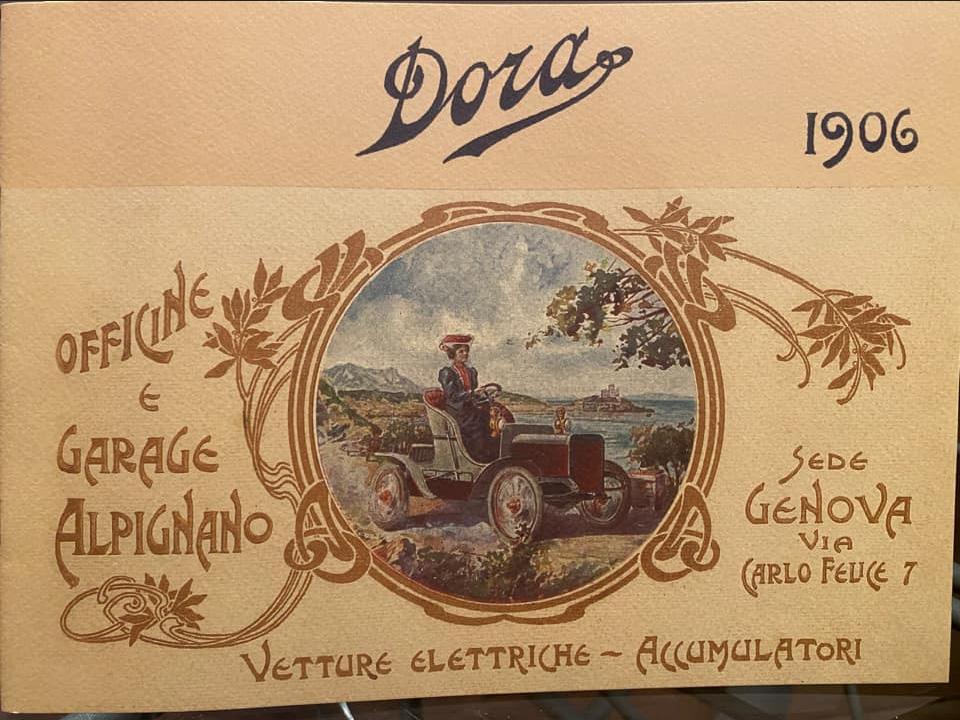 Dora
1906
OFFICINE
E
GARAGE
ALPIGNANO
SEDE
GENOVA
VIA
CARLO FELICE 7
VETTURE ELETTRICHE ~ ACCUMULATORI